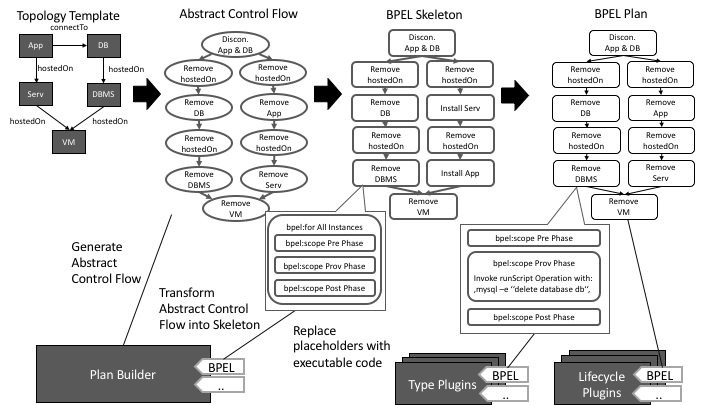 Topology Template
connectTo
App
DB
hostedOn
hostedOn
Serv
DBMS
hostedOn
hostedOn
VM
Abstract Control Flow
Discon.
App & DB
Remove
hostedOn
Remove
hostedOn
Remove
DB
Remove
App
Remove
hostedOn
Remove
hostedOn
Remove
DBMS
Remove
Serv
Remove
VM
BPEL Skeleton
Discon.
App & DB
Remove
hostedOn
Remove
hostedOn
Remove
DB
Install Serv
Remove
hostedOn
Remove
hostedOn
Remove
DBMS
Install App
Remove
VM
BPEL Plan
Discon.
App & DB
Remove
hostedOn
Remove
hostedOn
Remove
DB
Remove
App
Remove
hostedOn
Remove
hostedOn
Remove
DBMS
Remove
Serv
Remove
VM
bpel:for All Instances
bpel:scope Pre Phase
bpel:scope Prov Phase
bpel:scope Post Phase
bpel:scope Pre Phase
bpel:scope Prov Phase
Invoke runScript Operation with:
‚mysql –e "delete database db",
bpel:scope Post Phase
Generate
Abstract
Control Flow
Transform
Abstract Control
Flow into Skeleton
Replace
placeholders with
executable code
Plan Builder
BPEL
..
Type Plugins
BPEL
..
Lifecycle
Plugins
BPEL
..